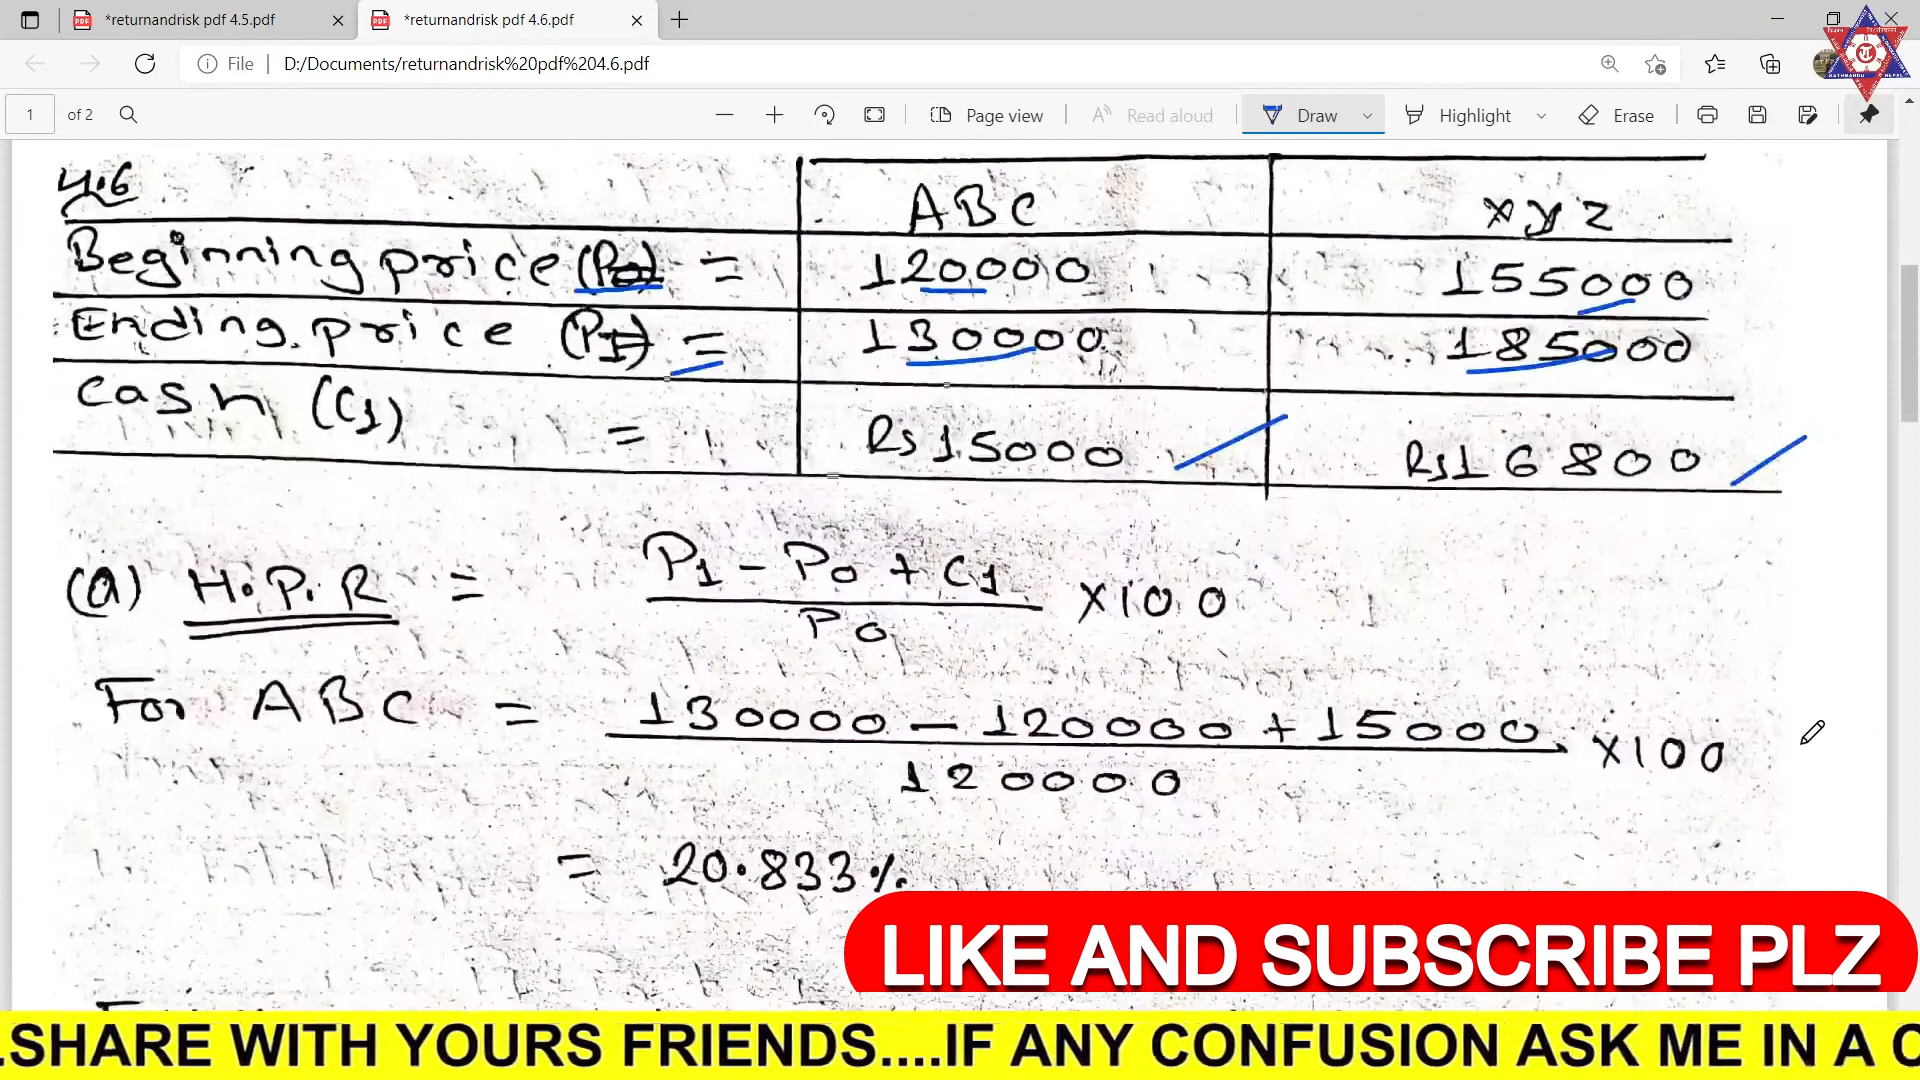 *returnandrisk pdf 4.5.pdf
*returnandrisk pdf 4.6.pdf
File D:/Documents/returnandrisk%20pdf%204.6.pdf
1 of 2 Page view Read aloud Draw Highlight Erase
4.6 ABC xyz
Beginning price (P0) = 120000 155000
Ending price (P1) = 130000 185000
Cash (C1) = Rs 15000 Rs 16800
(a) H.P.R = P1 - P0 + C1 / P0 ×100
For ABC = 130000 - 120000 + 15000 / 120000 ×100
= 20.833%
LIKE AND SUBSCRIBE PLZ
.SHARE WITH YOURS FRIENDS....IF ANY CONFUSION ASK ME IN A C